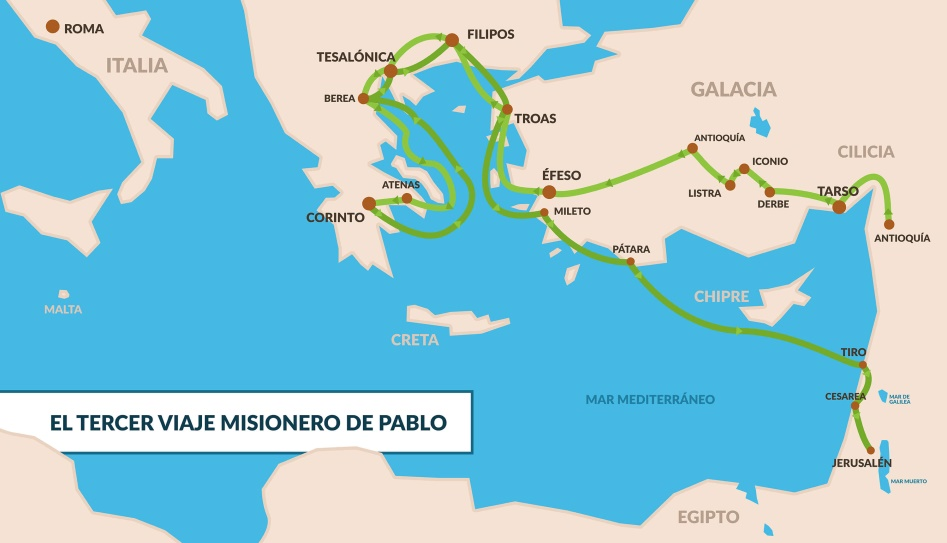 ROMA
ITALIA
FILIPOS
TESALÓNICA
BEREA
TROAS
GALACIA
ANTIOQUÍA
CILICIA
ICONIO
ÉFESO
ATENAS
LISTRA
TARSO
DERBE
CORINTO
MILETO
ANTIOQUÍA
PÁTARA
CHIPRE
MALTA
CRETA
TIRO
MAR MEDITERRÁNEO
CESAREA
MAR DE
GALILEA
EL TERCER VIAJE MISIONERO DE PABLO
JERUSALÉN
MAR MUERTO
EGIPTO